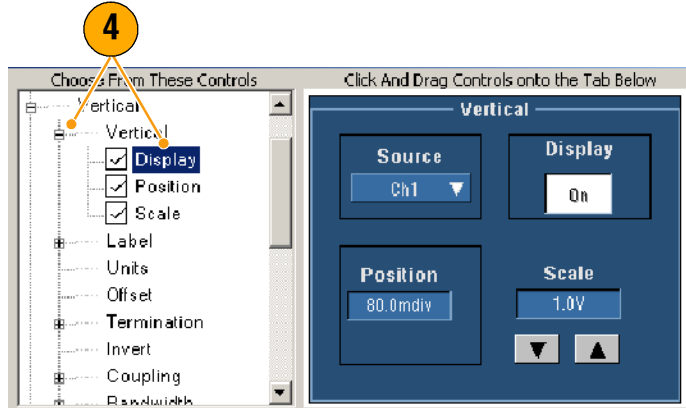 4
Choose From These Controls
Click And Drag Controls onto the Tab Below
Vertical
Vertical
Display
Position
Scale
Label
Units
Offset
Termination
Invert
Coupling
Bandwidth
Vertical
Source
Ch1
Display
On
Position
80.0mdiv
Scale
1.0V